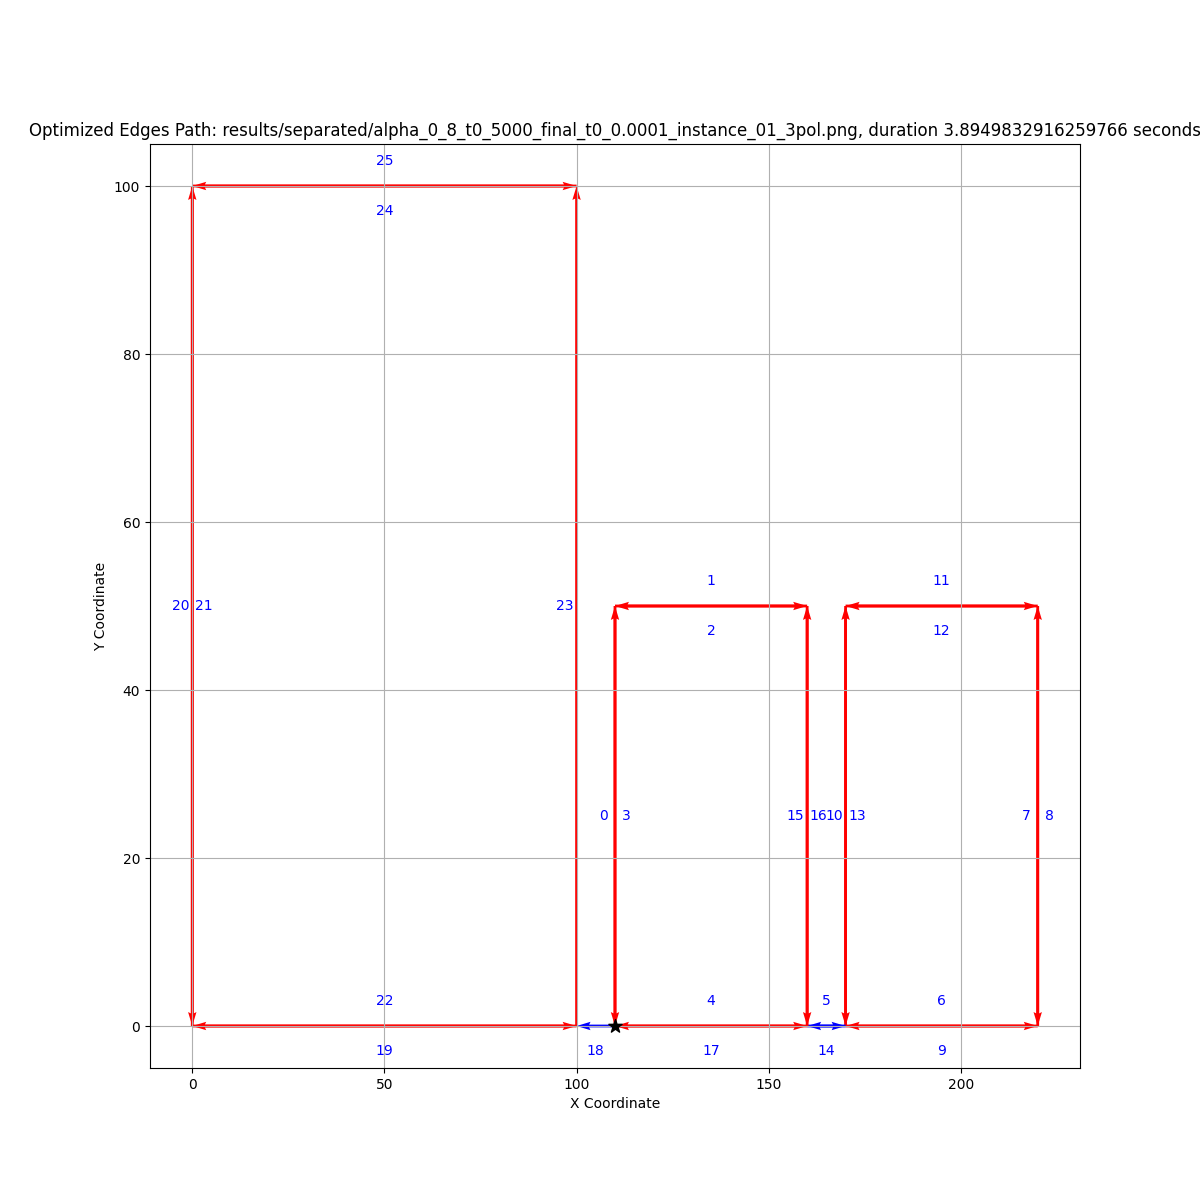 Optimized Edges Path: results/separated/alpha_0_8_t0_5000_final_t0_0.0001_instance_01_3pol.png, duration 3.8949832916259766 seconds
25
100
24
80
60
Y Coordinate
20 21 23
1 11
2 12
40
0 3 15 16 10 13 7 8
20
22 4 5 6
0
19 18 17 14 9
0 50 100 150 200
X Coordinate